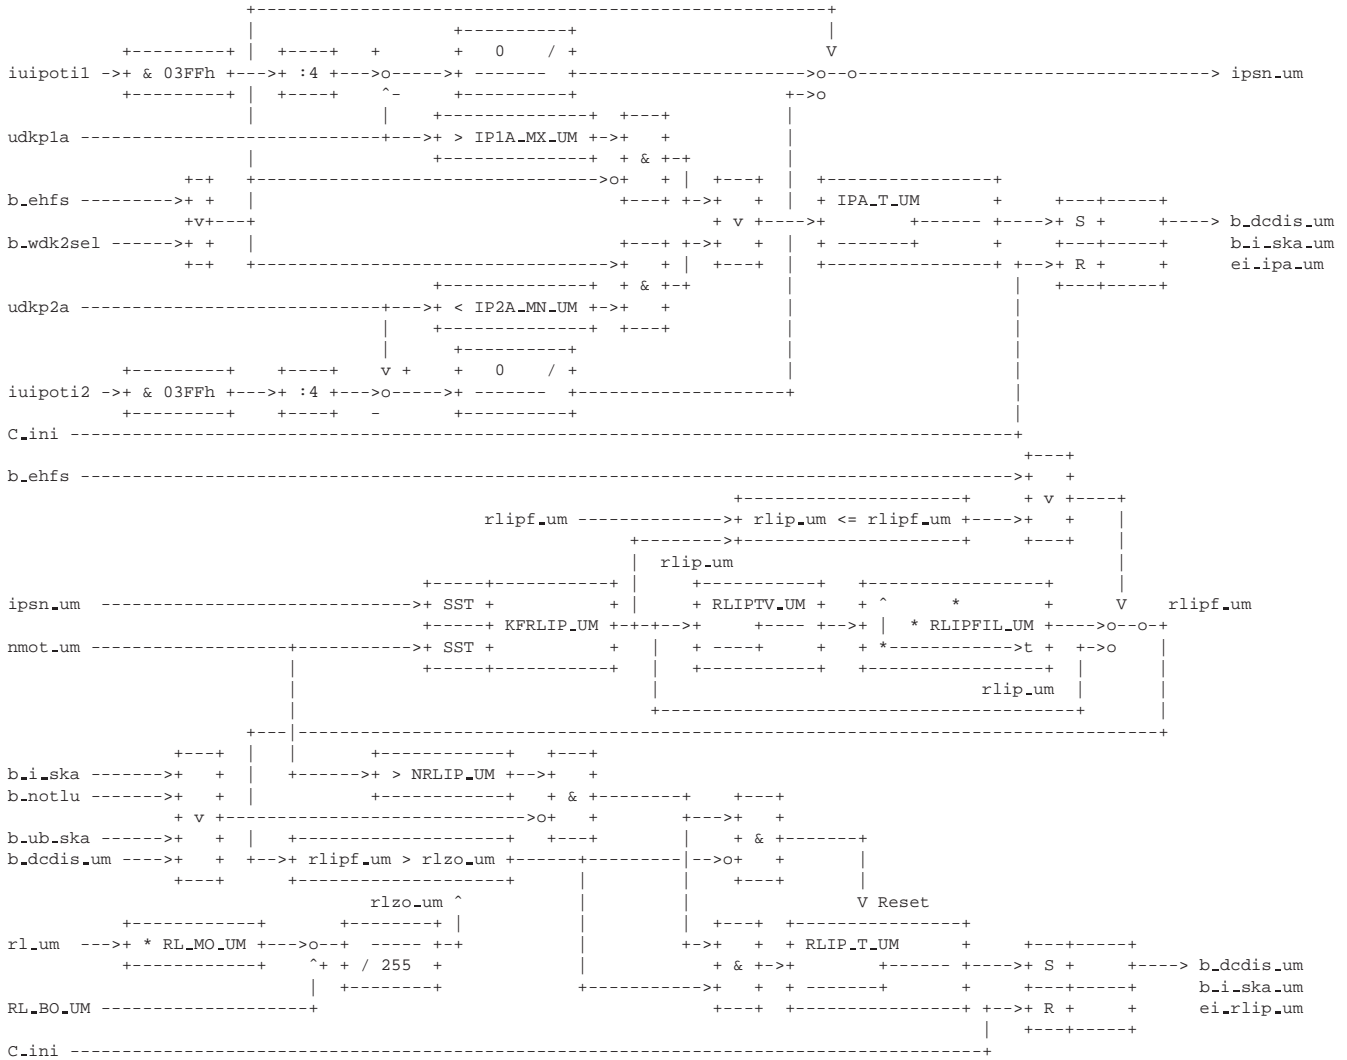 0 /
iuipoti1 & 03FFh :4 ipsn_um
udkp1a > IP1A_MX_UM
&
b_ehfs IPA_T_UM
v v S b_dcdis_um
b_wdk2sel b_i_ska_um
R ei_ipa_um
&
udkp2a < IP2A_MN_UM
0 /
iuipoti2 & 03FFh :4
C_ini
b_ehfs
v
rlipf_um rlip_um <= rlipf_um
rlip_um
ipsn_um SST RLIPTV_UM * rlipf_um
KFRLIP_UM * RLIPFIL_UM
nmot_um SST * t
rlip_um
b_i_ska > NRLIP_UM
b_notlu &
v
b_ub_ska &
b_dcdis_um rlipf_um > rlzo_um
rlzo_um Reset
rl_um * RL_MO_UM RLIP_T_UM
/ 255 & S b_dcdis_um
b_i_ska_um
RL_BO_UM R ei_rlip_um
C_ini